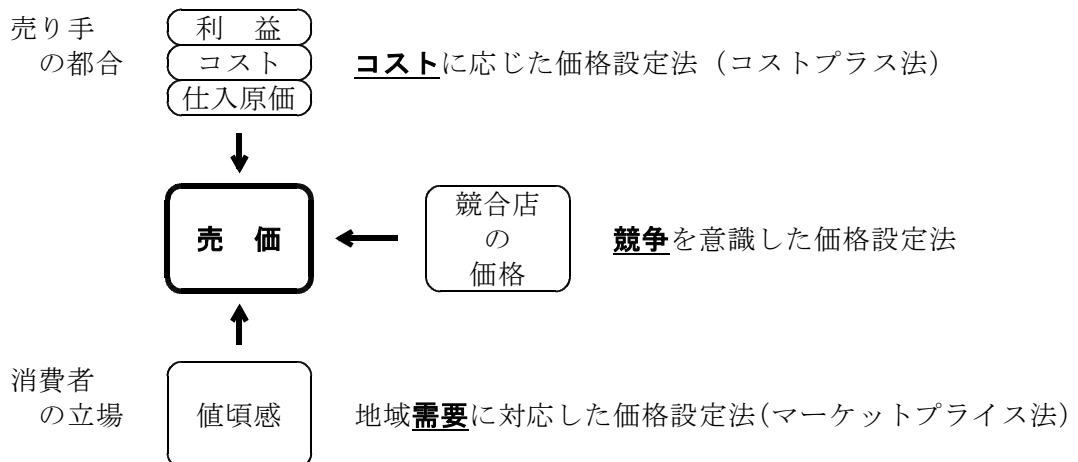 売り手
の都合
利　益
コスト
仕入原価
コストに応じた価格設定法（コストプラス法）
売　価
競合店
の
価格
競争を意識した価格設定法
消費者
の立場
値頃感
地域需要に対応した価格設定法(マーケットプライス法)